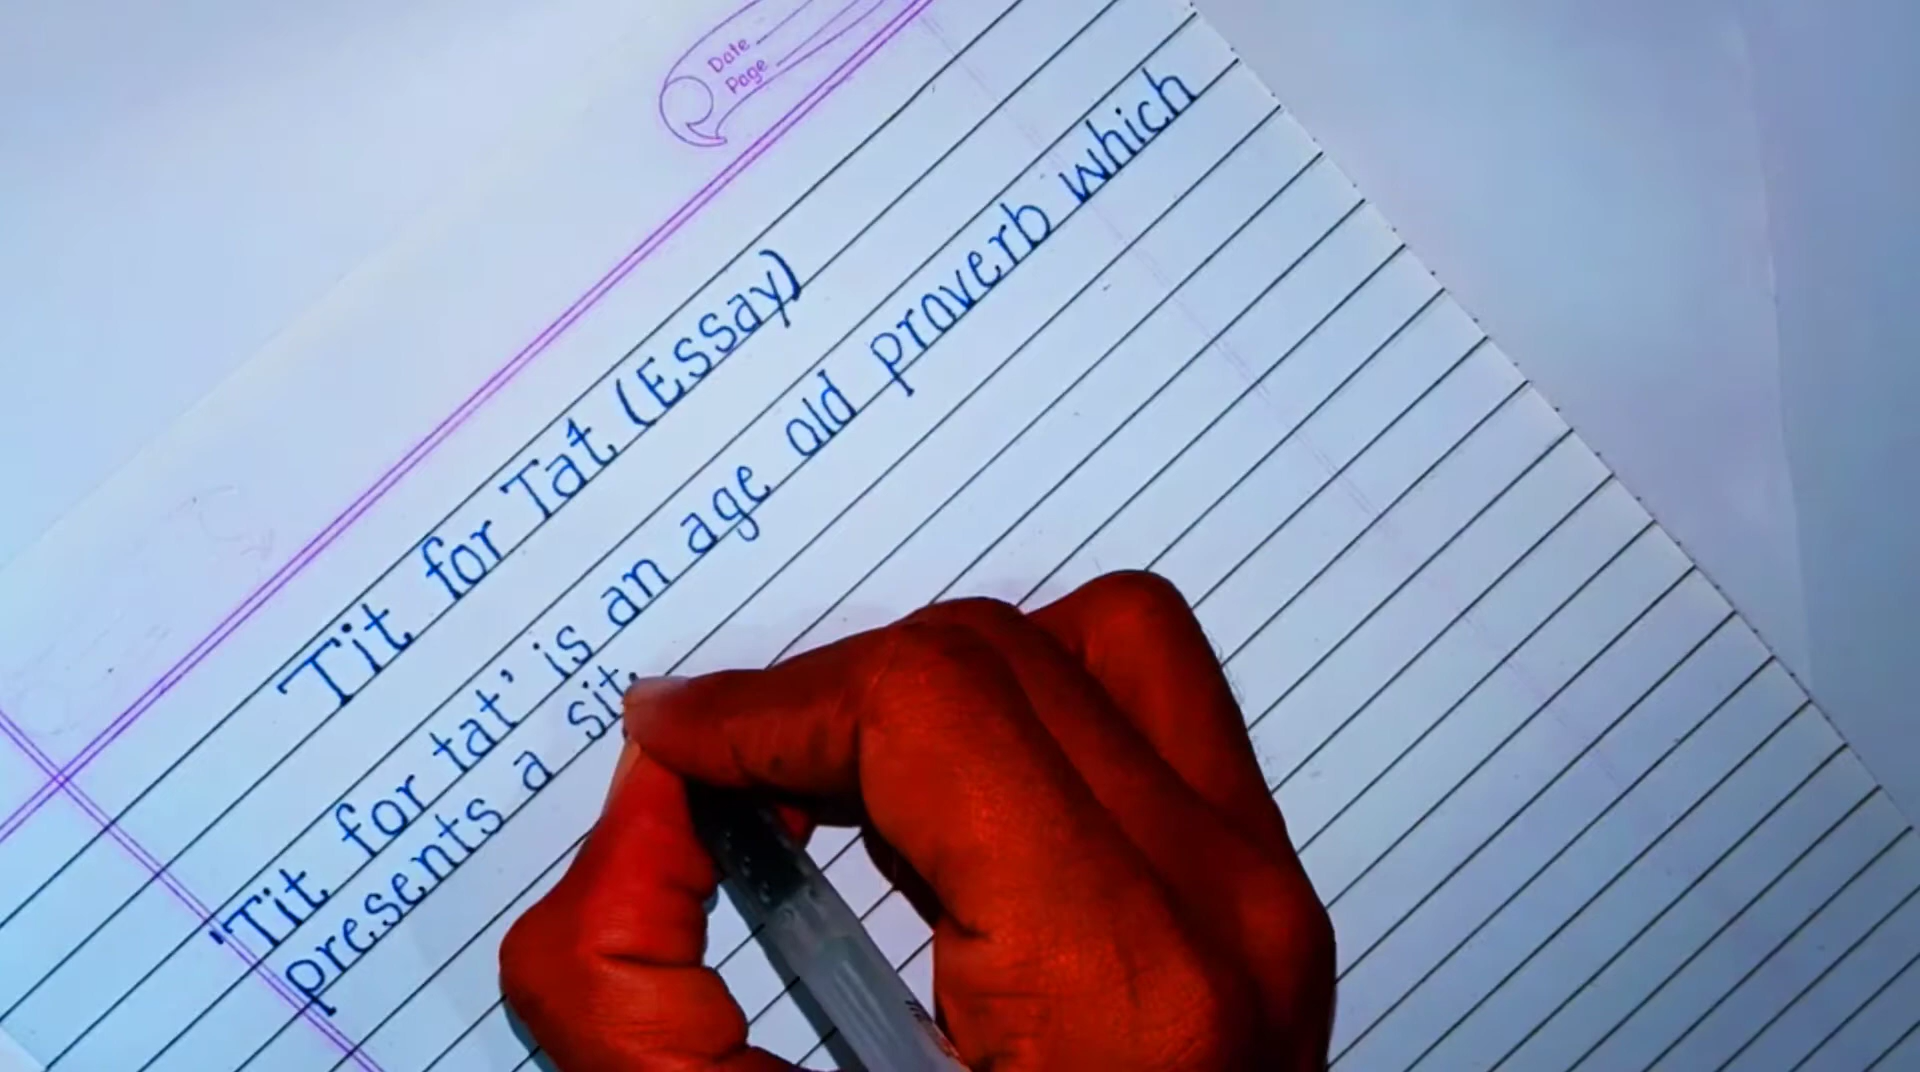 Date
Page
Tit for Tat (Essay)
'Tit for tat' is an age old proverb which
presents a sit